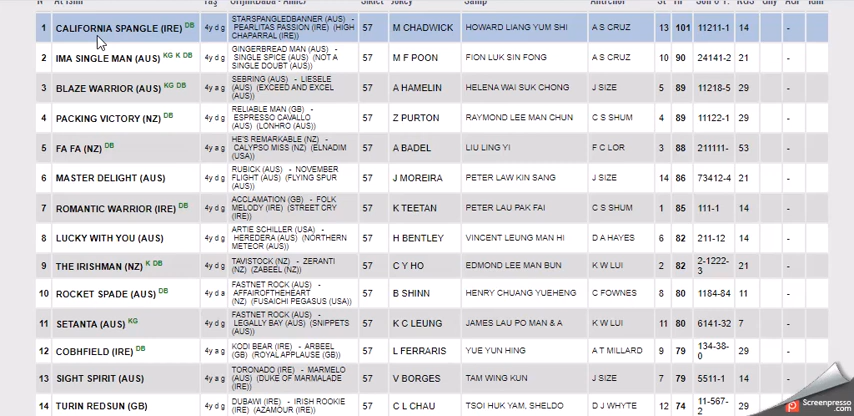 1 CALIFORNIA SPANGLE (IRE) DB 4y d g STARSPANGLEDBANNER (AUS) - PEARLITAS PASSION (IRE) (HIGH CHAPARRAL (IRE)) 57 M CHADWICK HOWARD LIANG YUM SHI A S CRUZ 13 101 11211-1 14 -
2 IMA SINGLE MAN (AUS) KG K DB 4y d g GINGERBREAD MAN (AUS) - SINGLE SPICE (AUS) (NOT A SINGLE DOUBT (AUS)) 57 M F POON FION LUK SIN FONG A S CRUZ 10 90 24141-2 21 -
3 BLAZE WARRIOR (AUS) KG DB 4y a g SEBRING (AUS) - LIESELE (AUS) (EXCEED AND EXCEL (AUS)) 57 A HAMELIN HELENA WAI SUK CHONG J SIZE 5 89 11218-5 29 -
4 PACKING VICTORY (NZ) DB 4y d g RELIABLE MAN (GB) - ESPRESSO CAVALLO (AUS) (LONHRO (AUS)) 57 Z PURTON RAYMOND LEE MAN CHUN C S SHUM 4 89 11122-1 29 -
5 FA FA (NZ) DB 4y a g HE'S REMARKABLE (NZ) - CALYPSO MISS (NZ) (ELNADIM (USA)) 57 A BADEL LIU LING YI F C LOR 3 88 211111- 53 -
6 MASTER DELIGHT (AUS) 4y a g RUBICK (AUS) - NOVEMBER FLIGHT (AUS) (FLYING SPUR (AUS)) 57 J MOREIRA PETER LAW KIN SANG J SIZE 14 86 73412-4 21 -
7 ROMANTIC WARRIOR (IRE) DB 4y d g ACCLAMATION (GB) - FOLK MELODY (IRE) (STREET CRY (IRE)) 57 K TEETAN PETER LAU PAK FAI C S SHUM 1 85 111-1 14 -
8 LUCKY WITH YOU (AUS) 4y a g ARTIE SCHILLER (USA) - HEREDERA (AUS) (NORTHERN METEOR (AUS)) 57 H BENTLEY VINCENT LEUNG MAN HI D A HAYES 6 82 211-12 14 -
9 THE IRISHMAN (NZ) K DB 4y d g TAVISTOCK (NZ) - ZERANTI (NZ) (ZABEEL (NZ)) 57 C Y HO EDMOND LEE MAN BUN K W LUI 2 82 2-1222-3 21 -
10 ROCKET SPADE (AUS) DB 4y d a FASTNET ROCK (AUS) - AFFAIROFTHEHEART (NZ) (FUSAICHI PEGASUS (USA)) 57 B SHINN HENRY CHUANG YUEHENG C FOWNES 8 80 1184-84 11 -
11 SETANTA (AUS) KG 4y d g FASTNET ROCK (AUS) - LEGALLY BAY (AUS) (SNIPPETS (AUS)) 57 K C LEUNG JAMES LAU PO MAN & A K W LUI 11 80 6141-32 7 -
12 COBHFIELD (IRE) DB 4y a g KODI BEAR (IRE) - ARBEEL (GB) (ROYAL APPLAUSE (GB)) 57 L FERRARIS YUE YUN HING A T MILLARD 9 79 134-38-0 29 -
13 SIGHT SPIRIT (AUS) 4y a g TORONADO (IRE) - MARMELO (AUS) (DUKE OF MARMALADE (IRE)) 57 V BORGES TAM WING KUN J SIZE 7 79 5511-1 14 -
14 TURIN REDSUN (GB) 4y a g DUBAWI (IRE) - IRISH ROOKIE (IRE) (AZAMOUR (IRE)) 57 C L CHAU TSOI HUK YAM, SHELDO D J WHYTE 12 74 11-567-2 14 -
Screenpresso
.com